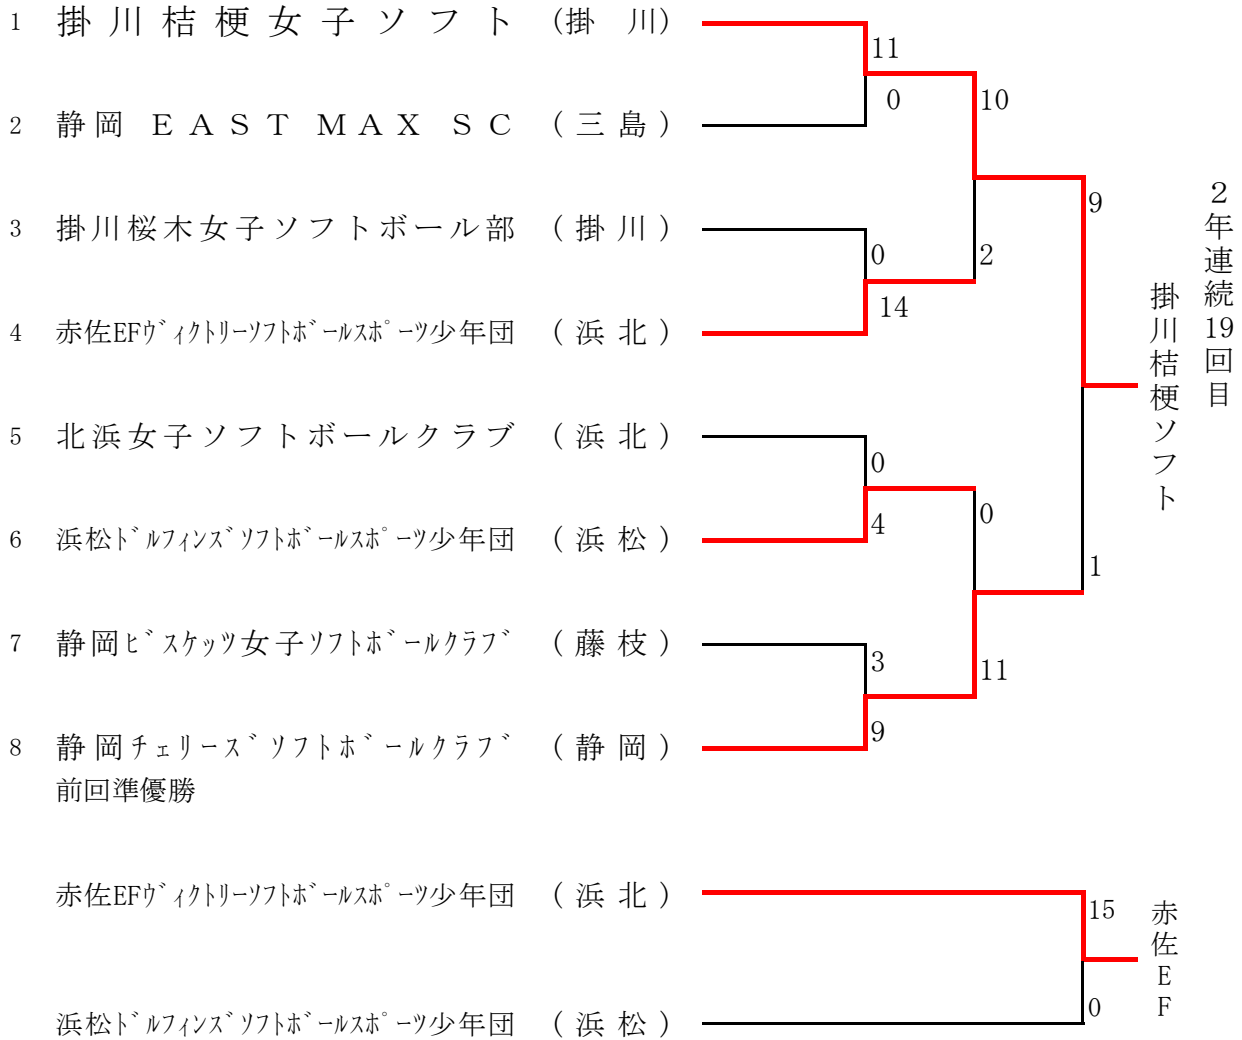 1 掛川桔梗女子ソフト (掛 川)
11
0
10
2 静岡 ＥＡＳＴ ＭＡＸ ＳＣ (三島)
9
2年連続19回目
3 掛川桜木女子ソフトボール部 (掛川)
0
2
掛川桔梗ソフト
14
4 赤佐EFｳﾞｨｸﾄﾘｰｿﾌﾄﾎﾞｰﾙｽﾎﾟｰﾂ少年団 (浜北)
5 北浜女子ソフトボールクラブ (浜北)
0
4
0
6 浜松ﾄﾞﾙﾌｨﾝｽﾞｿﾌﾄﾎﾞｰﾙｽﾎﾟｰﾂ少年団 (浜松)
1
7 静岡ﾋﾞｽｹｯﾂ女子ｿﾌﾄﾎﾞｰﾙｸﾗﾌﾞ (藤枝)
3
11
9
8 静岡ﾁｪﾘｰｽﾞｿﾌﾄﾎﾞｰﾙｸﾗﾌﾞ (静岡)
前回準優勝
赤佐EFｳﾞｨｸﾄﾘｰｿﾌﾄﾎﾞｰﾙｽﾎﾟｰﾂ少年団 (浜北)
15
赤佐EF
0
浜松ﾄﾞﾙﾌｨﾝｽﾞｿﾌﾄﾎﾞｰﾙｽﾎﾟｰﾂ少年団 (浜松)